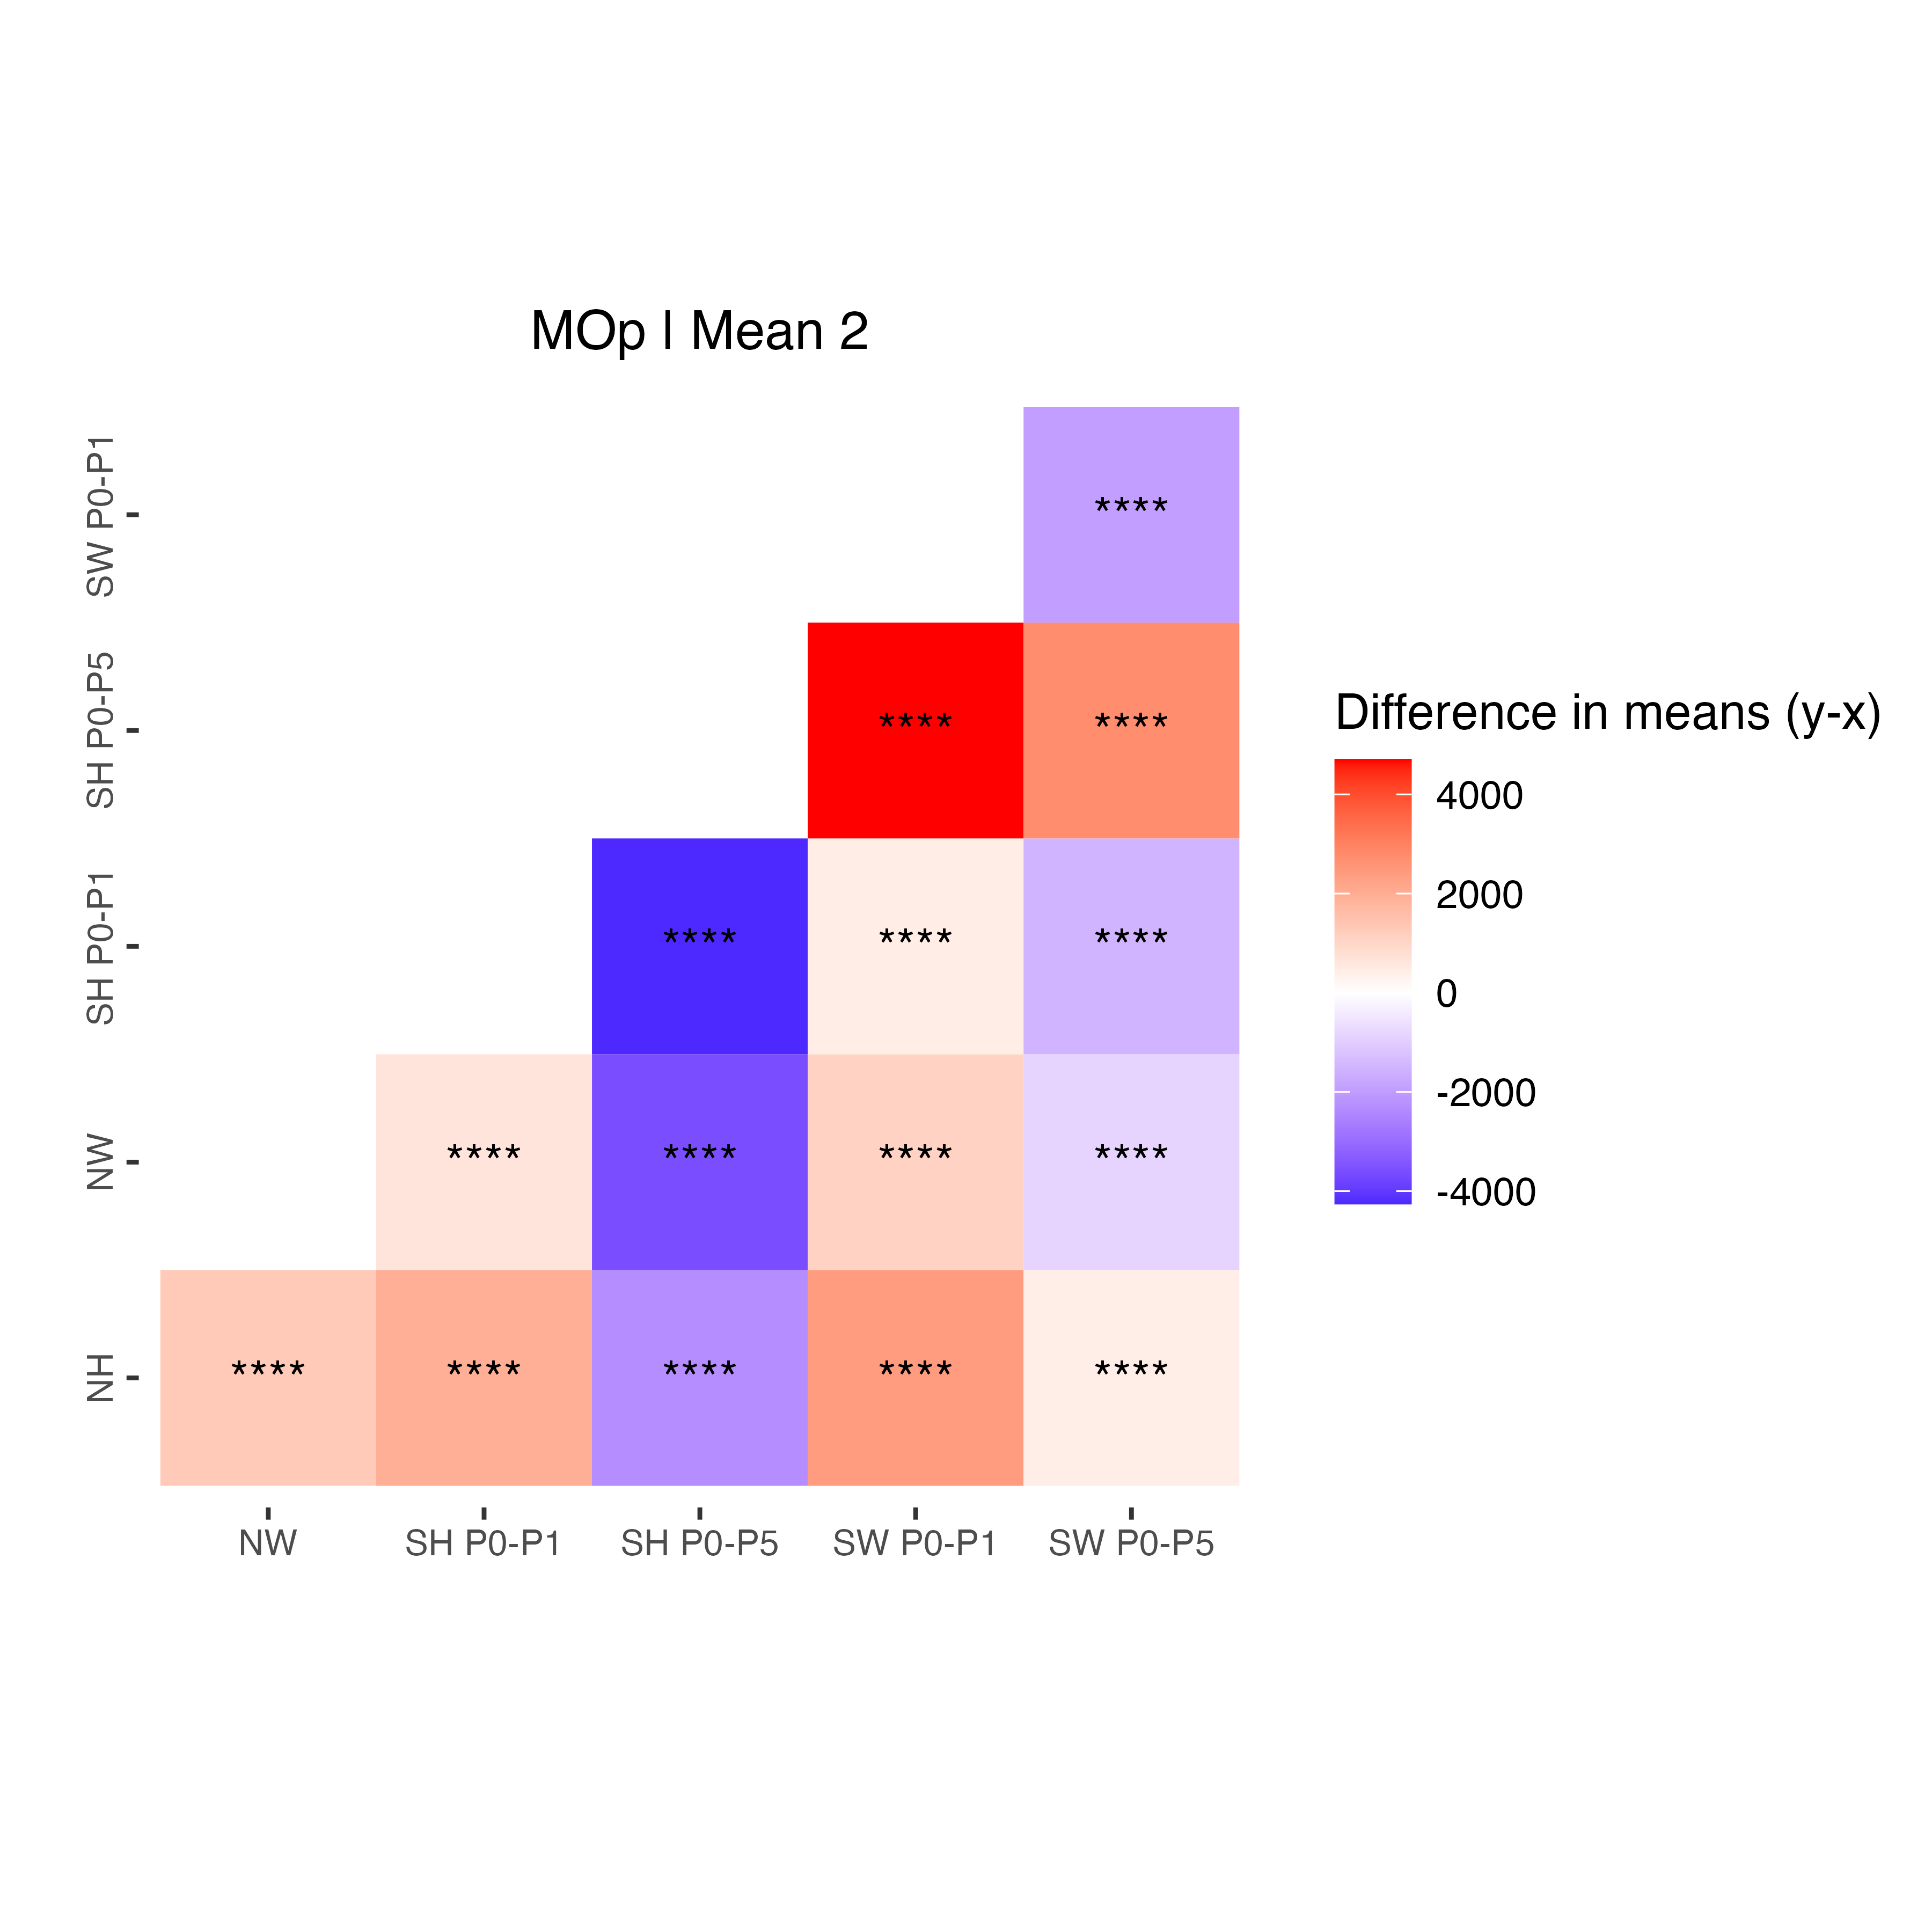 MOp | Mean 2
SW P0-P1
****
SH P0-P5
**** ****
SH P0-P1
**** **** ****
NW
**** **** **** ****
NH
**** **** **** **** ****
NW SH P0-P1 SH P0-P5 SW P0-P1 SW P0-P5
Difference in means (y-x)
4000
2000
0
-2000
-4000